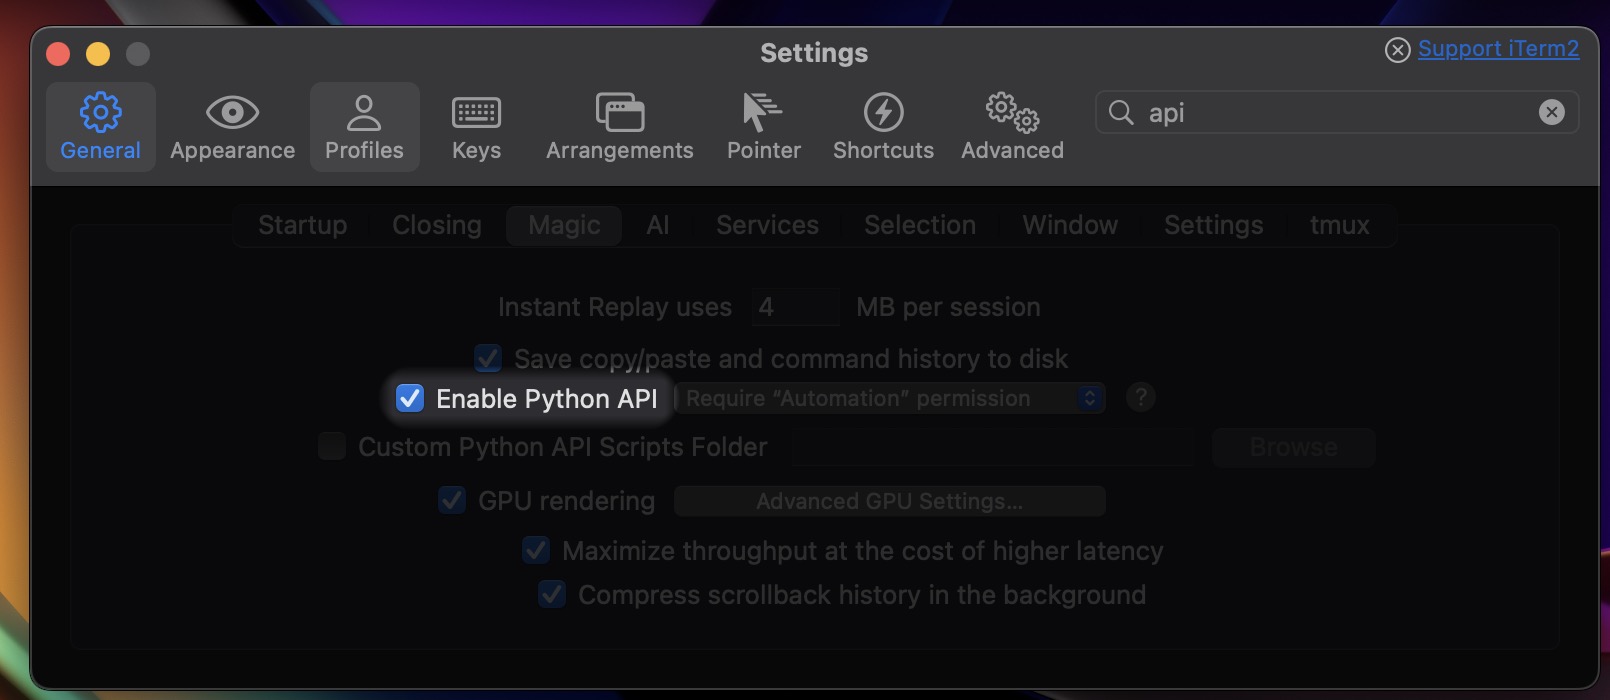 Settings
Support iTerm2
General Appearance Profiles Keys Arrangements Pointer Shortcuts Advanced
api
Startup Closing Magic AI Services Selection Window Settings tmux
Instant Replay uses 4 MB per session
Save copy/paste and command history to disk
Enable Python API Require “Automation” permission ?
Custom Python API Scripts Folder Browse
GPU rendering Advanced GPU Settings...
Maximize throughput at the cost of higher latency
Compress scrollback history in the background